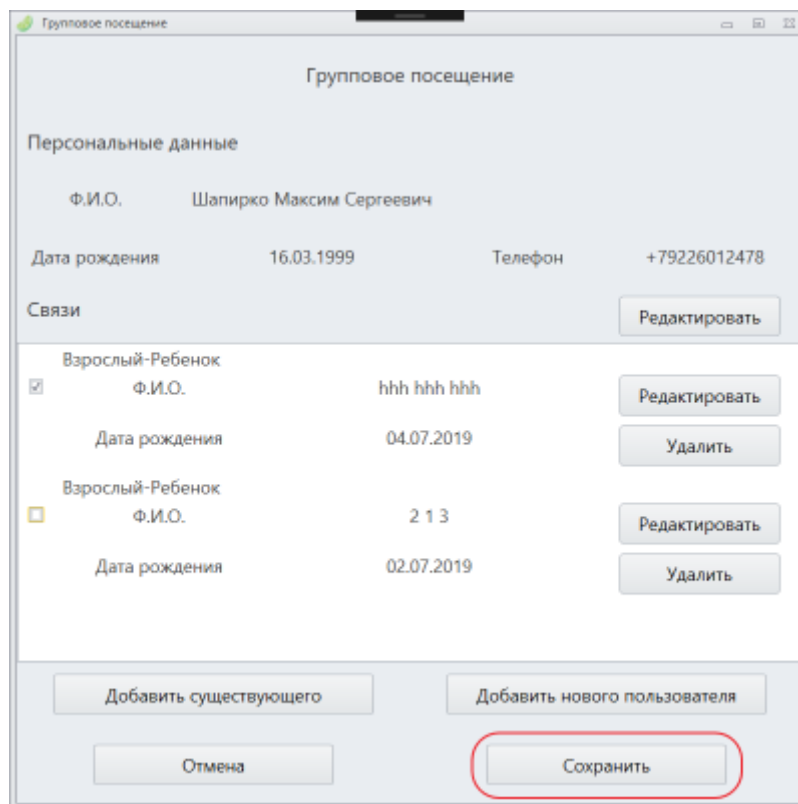 Групповое посещение
Групповое посещение
Персональные данные
Ф.И.О. Шапирко Максим Сергеевич
Дата рождения 16.03.1999 Телефон +79226012478
Связи Редактировать
Взрослый-Ребенок
Ф.И.О. hhh hhh hhh Редактировать
Дата рождения 04.07.2019 Удалить
Взрослый-Ребенок
Ф.И.О. 2 1 3 Редактировать
Дата рождения 02.07.2019 Удалить
Добавить существующего Добавить нового пользователя
Отмена Сохранить